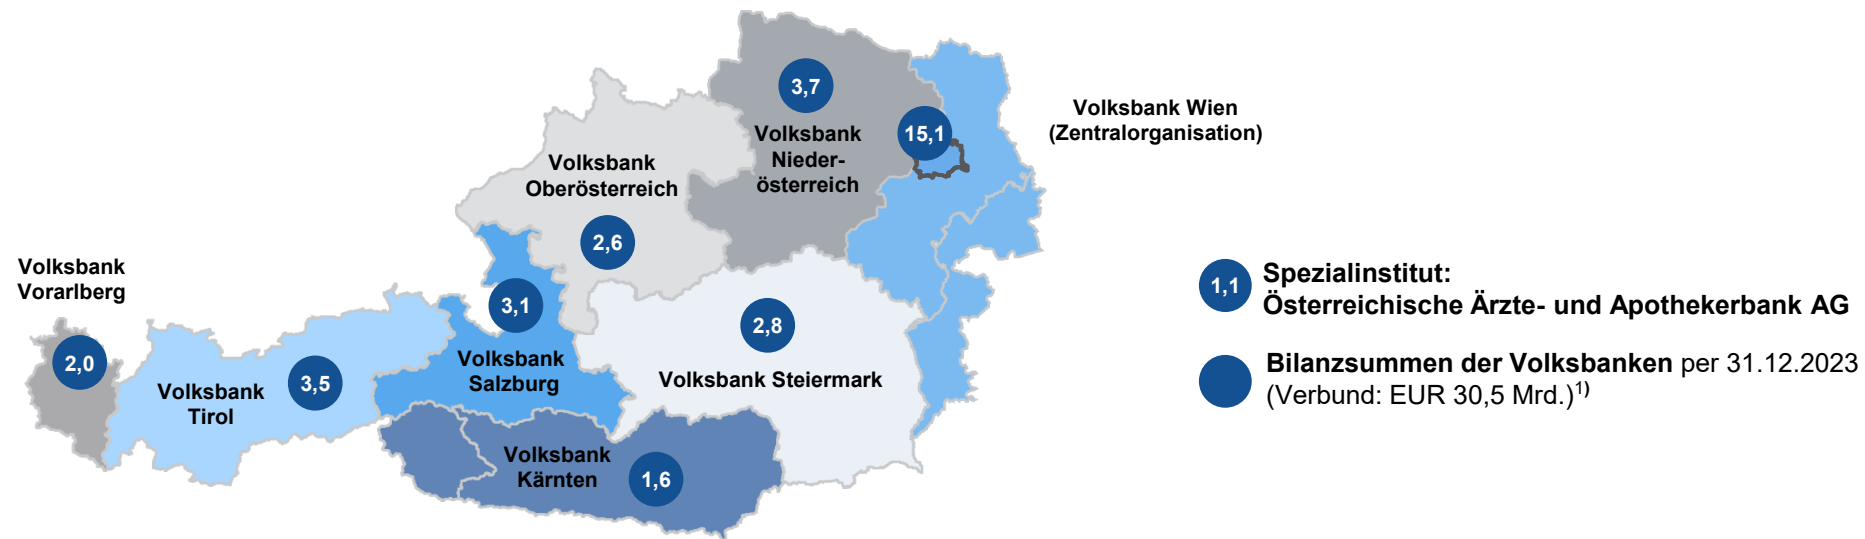 3,7
Volksbank
Nieder-
österreich
15,1
Volksbank Wien
(Zentralorganisation)
Volksbank
Oberösterreich
2,6
Volksbank
Vorarlberg
2,0
Volksbank
Tirol
3,5
3,1
Volksbank
Salzburg
2,8
Volksbank Steiermark
Volksbank
Kärnten
1,6
1,1
Spezialinstitut:
Österreichische Ärzte- und Apothekerbank AG
Bilanzsummen der Volksbanken per 31.12.2023
(Verbund: EUR 30,5 Mrd.)1)